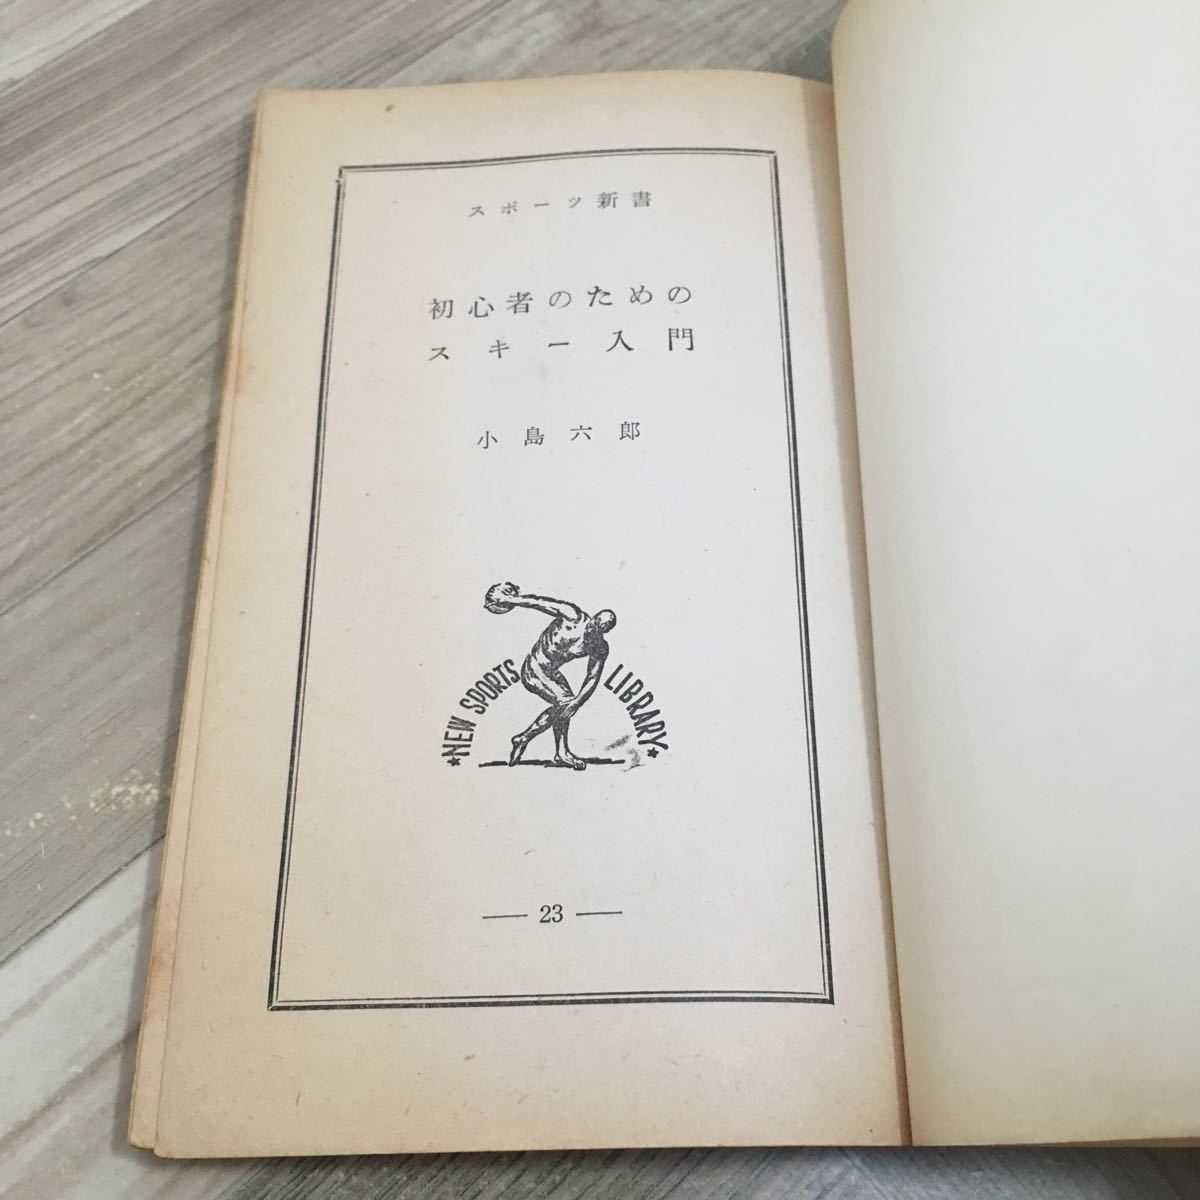 スポーツ新書
初心者のための
スキー入門
小島六郎
★NEW SPORTS LIBRARY★
— 23 —